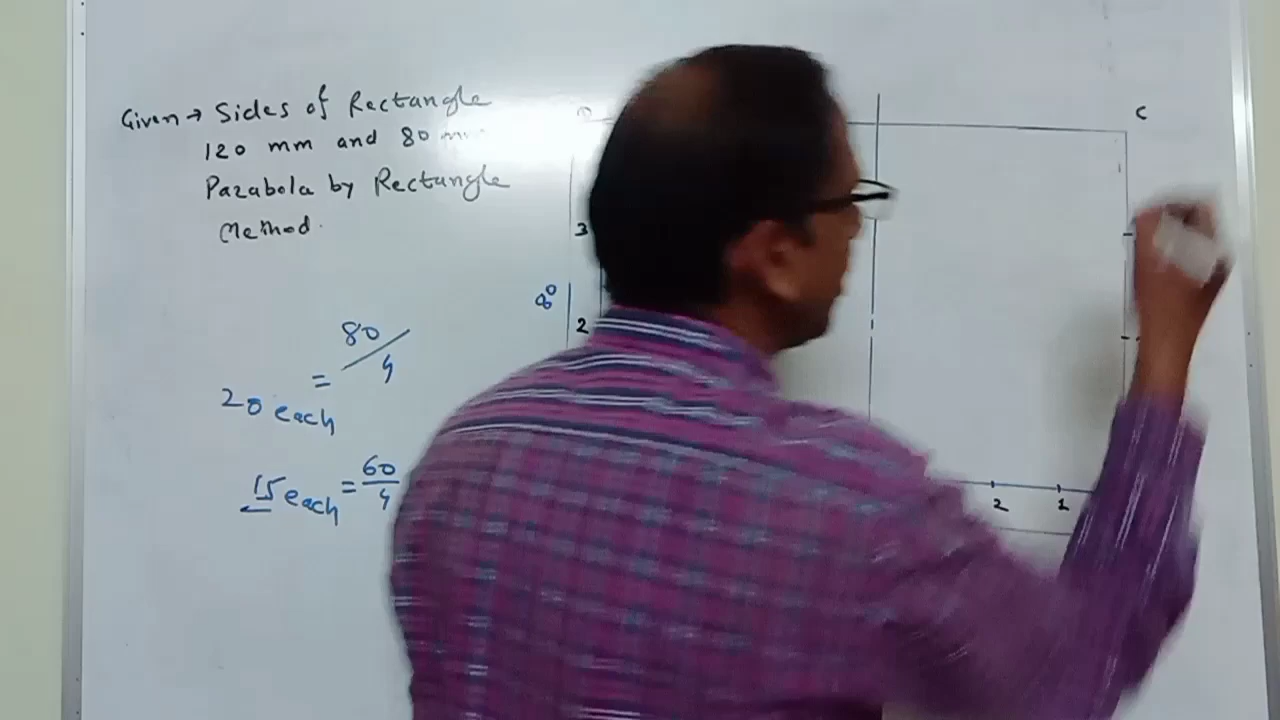 Given → Sides of Rectangle
120 mm and 80 mm
Parabola by Rectangle
Method.
80/4
=
20 each
15 each = 60/4
D
C
3
80
2
2
1